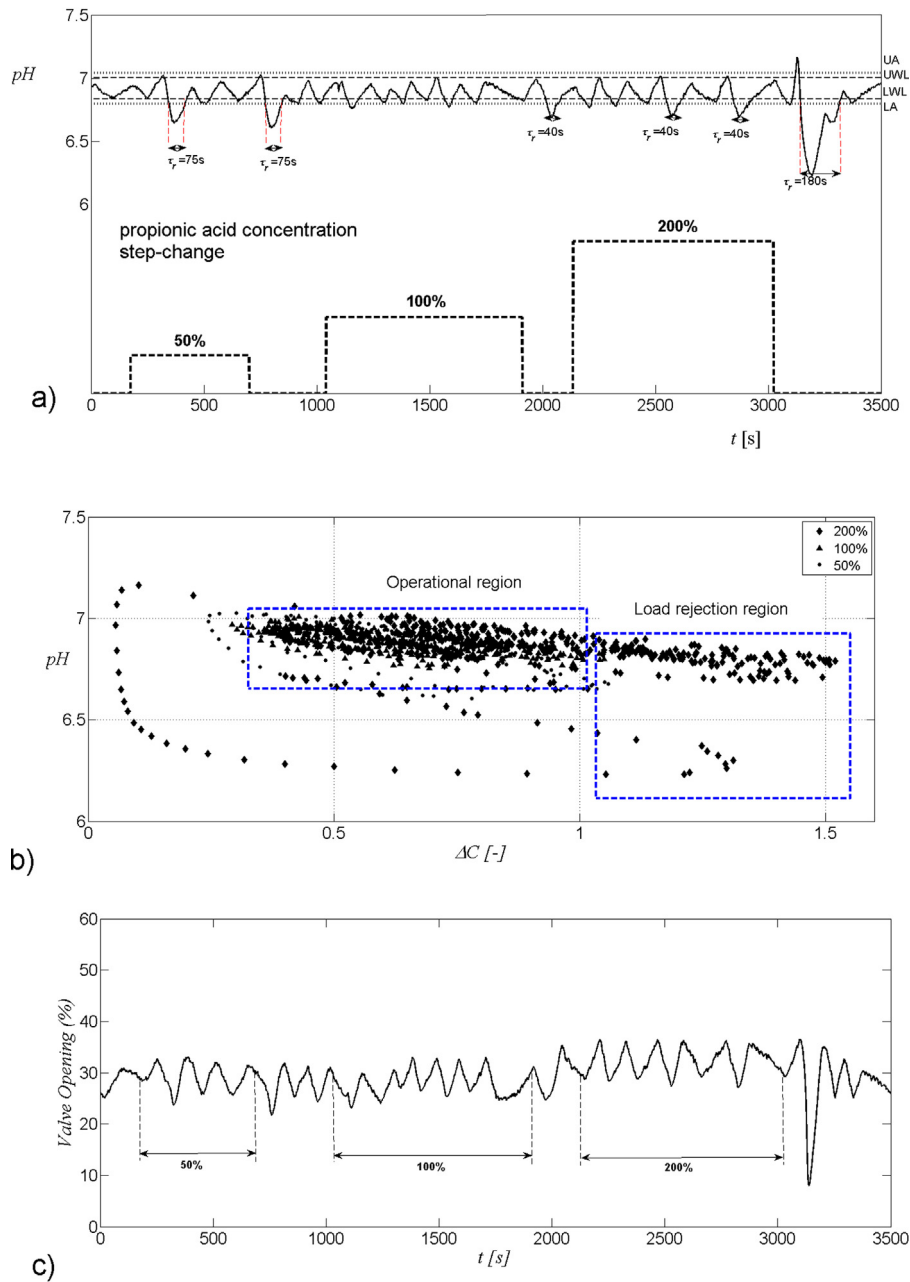 7.5
pH
7
6.5
6
UA
UWL
LWL
LA
τr=75s
τr=75s
τr=40s
τr=40s
τr=40s
τr=180s
propionic acid concentration
step-change
50%
100%
200%
a)
0 500 1000 1500 2000 2500 3000 3500
t [s]
7.5
7
pH
6.5
6
200%
100%
50%
Operational region
Load rejection region
0 0.5 1 1.5
ΔC [-]
b)
60
50
40
30
20
10
0
Valve Opening (%)
50%
100%
200%
0 500 1000 1500 2000 2500 3000 3500
t [s]
c)